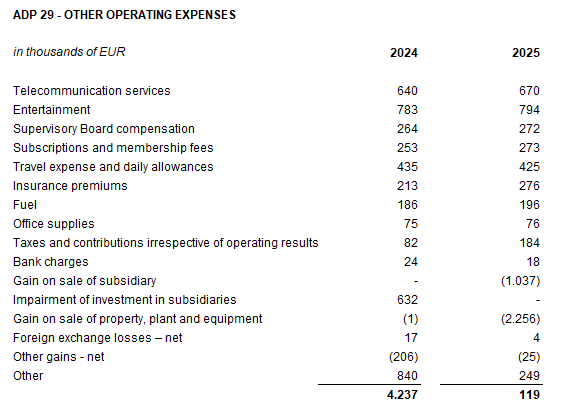 ADP 29 - OTHER OPERATING EXPENSES
in thousands of EUR 2024 2025
Telecommunication services 640 670
Entertainment 783 794
Supervisory Board compensation 264 272
Subscriptions and membership fees 253 273
Travel expense and daily allowances 435 425
Insurance premiums 213 276
Fuel 186 196
Office supplies 75 76
Taxes and contributions irrespective of operating results 82 184
Bank charges 24 18
Gain on sale of subsidiary - (1.037)
Impairment of investment in subsidiaries 632 -
Gain on sale of property, plant and equipment (1) (2.256)
Foreign exchange losses – net 17 4
Other gains - net (206) (25)
Other 840 249
4.237 119